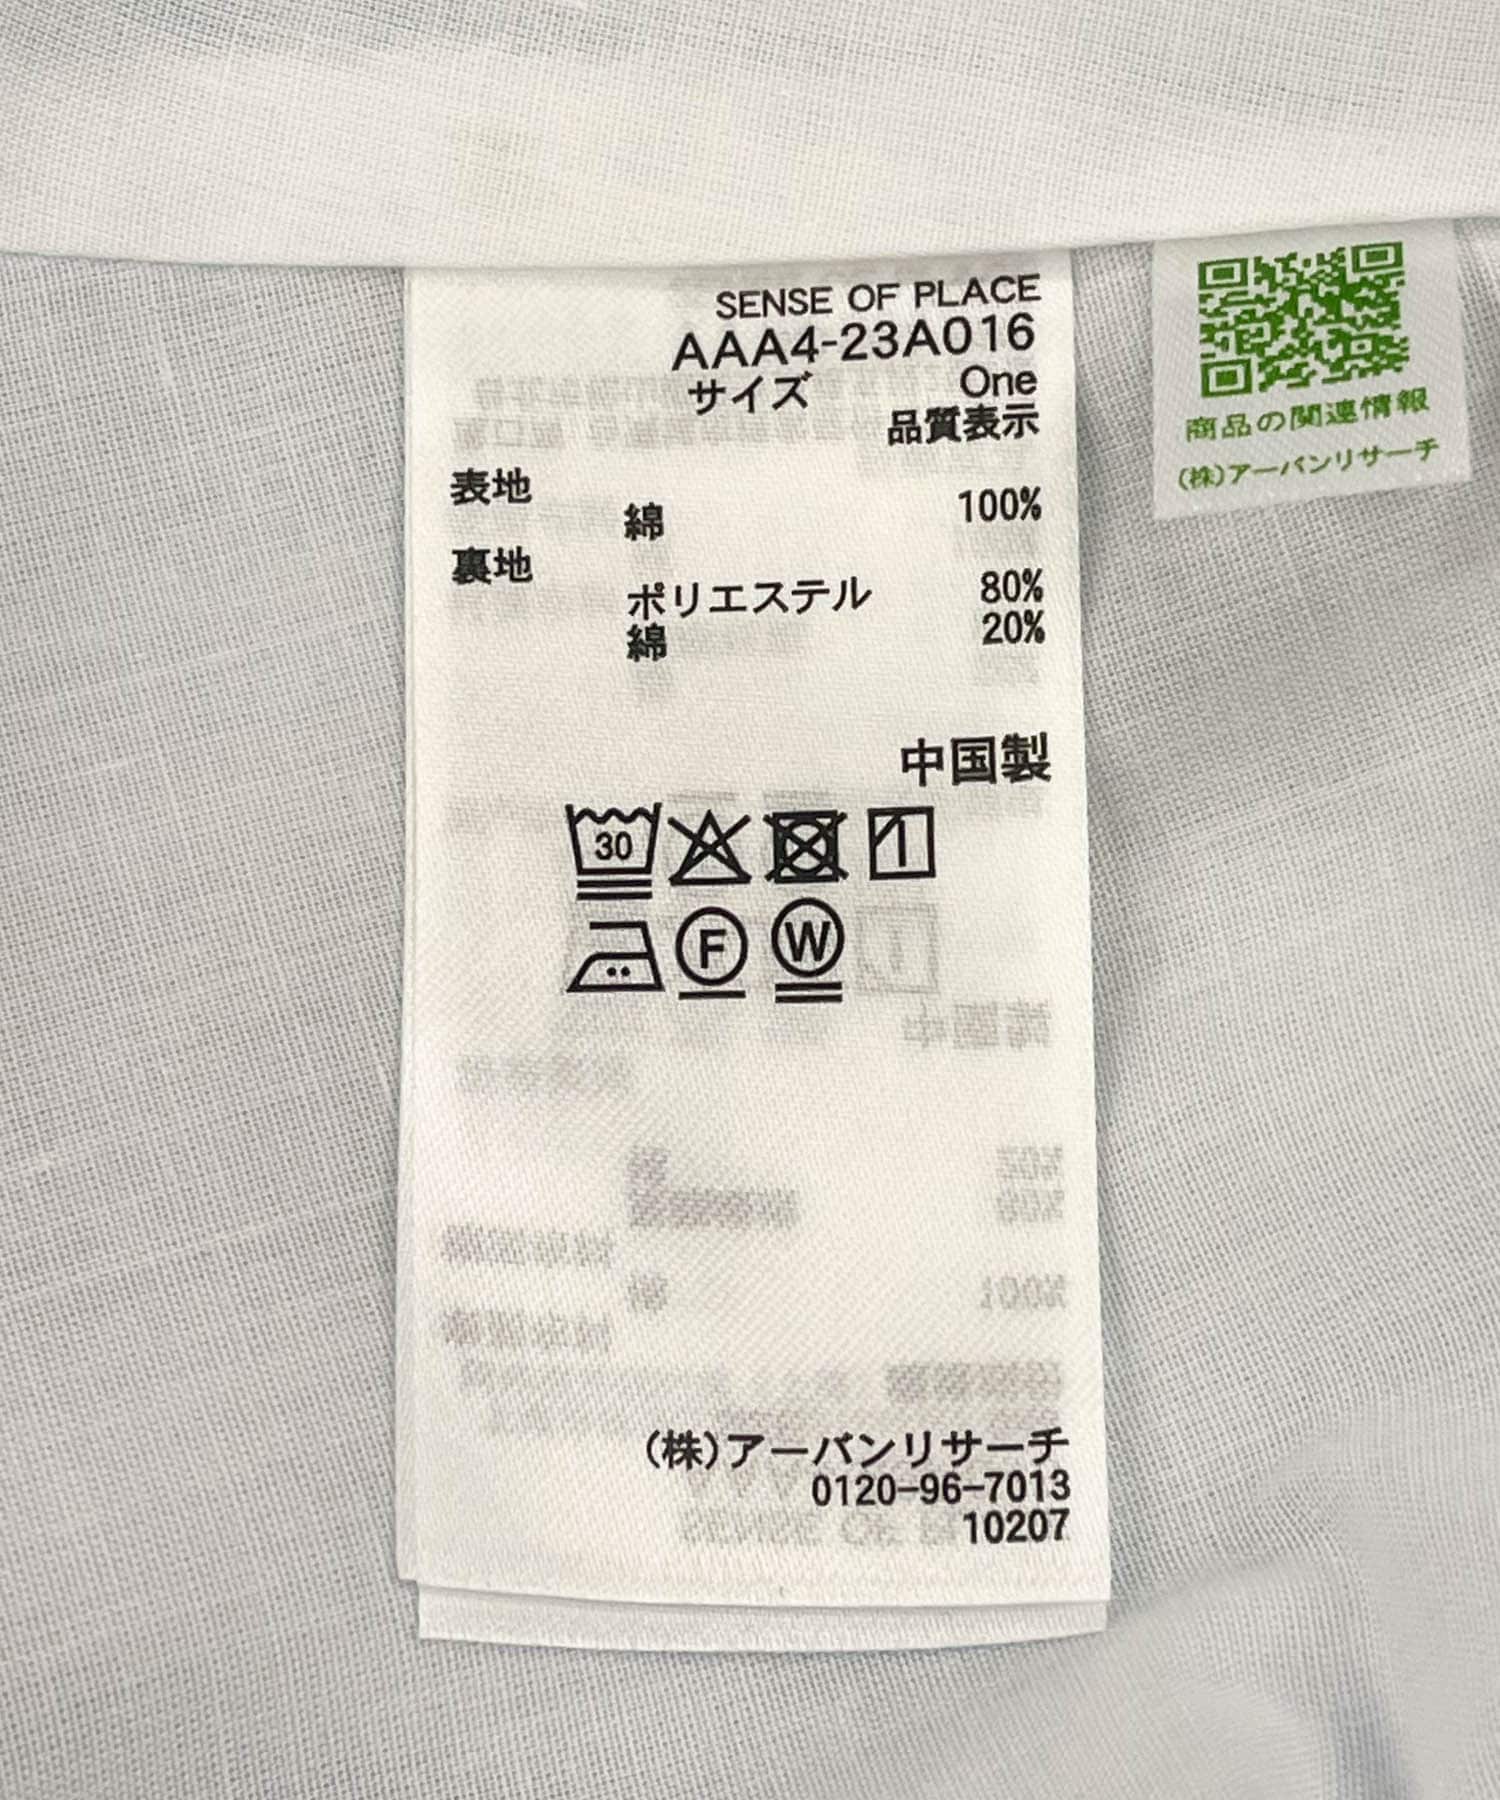 SENSE OF PLACE
AAA4-23A016
サイズ One
品質表示
表地
綿 100%
裏地
ポリエステル 80%
綿 20%
中国製
30
F W
(株)アーバンリサーチ
0120-96-7013
10207
商品の関連情報
(株)アーバンリサーチ